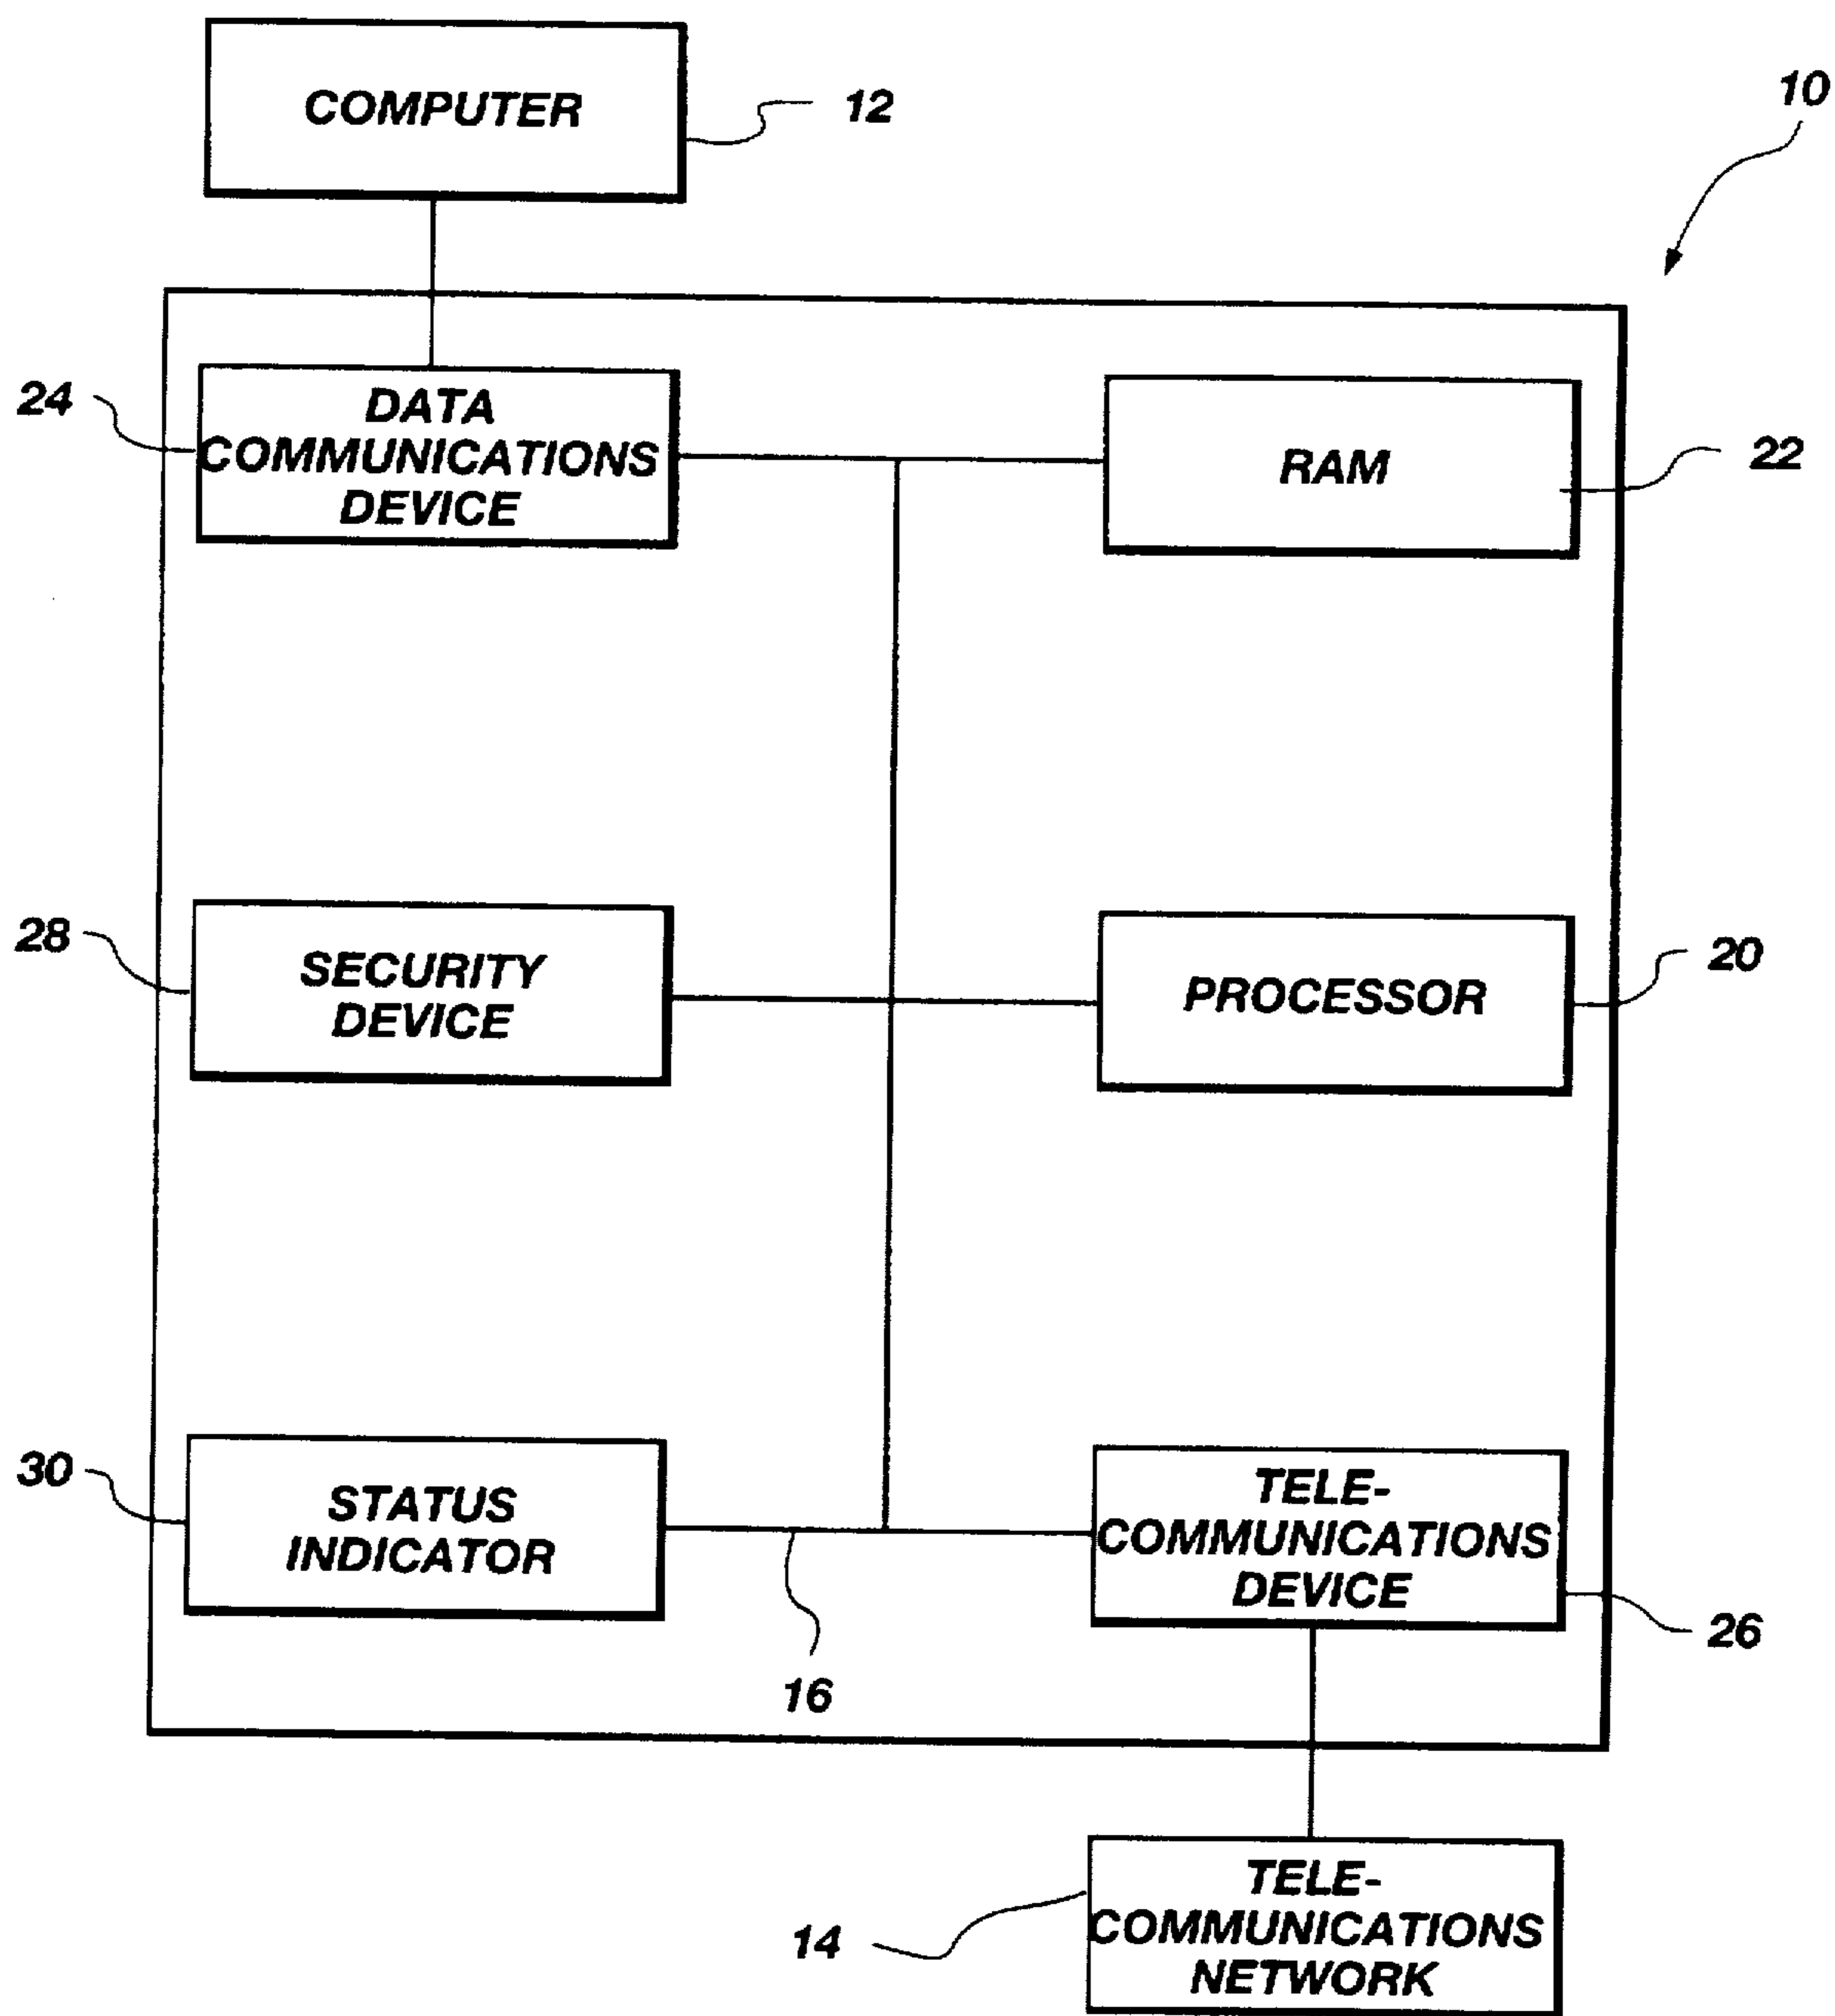 COMPUTER
12
10
24
DATA
COMMUNICATIONS
DEVICE
RAM
22
28
SECURITY
DEVICE
PROCESSOR
20
30
STATUS
INDICATOR
TELE-
COMMUNICATIONS
DEVICE
26
16
14
TELE-
COMMUNICATIONS
NETWORK